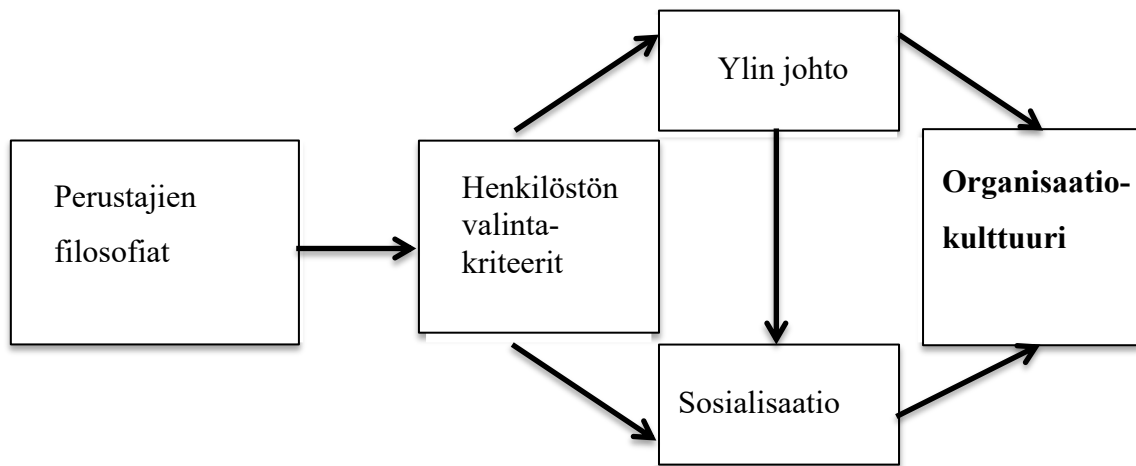 Perustajien
filosofiat
Henkilöstön
valinta-
kriteerit
Ylin johto
Sosialisaatio
Organisaatio-
kulttuuri